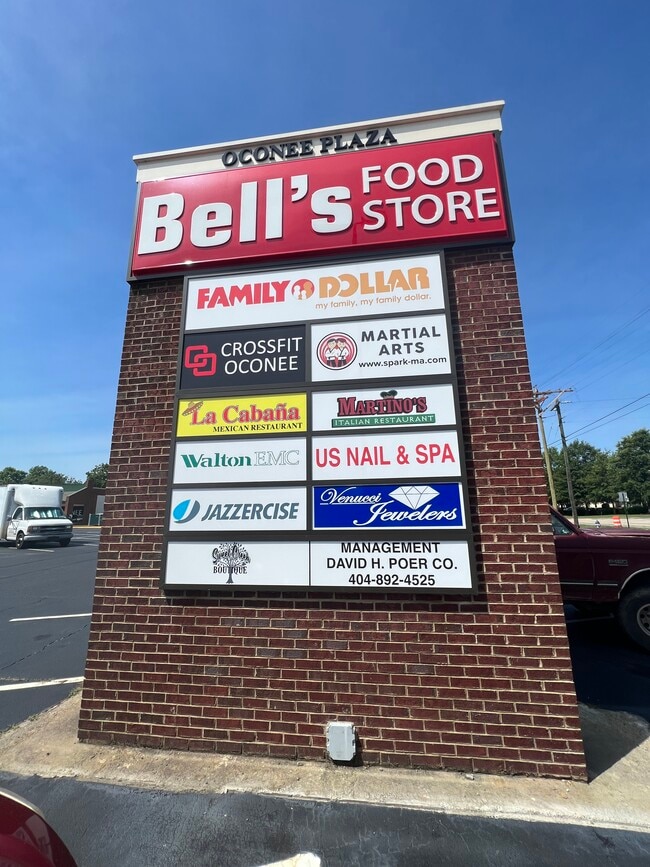 OCONEE PLAZA
Bell's FOOD STORE
FAMILY DOLLAR
my family, my family dollar.
CROSSFIT
OCONEE
MARTIAL
ARTS
www.spark-ma.com
La Cabaña
MEXICAN RESTAURANT
MARTINO'S
ITALIAN RESTAURANT
Walton EMC
US NAIL & SPA
JAZZERCISE
Venucci
Jewelers
BOUTIQUE
MANAGEMENT
DAVID H. POER CO.
404-892-4525